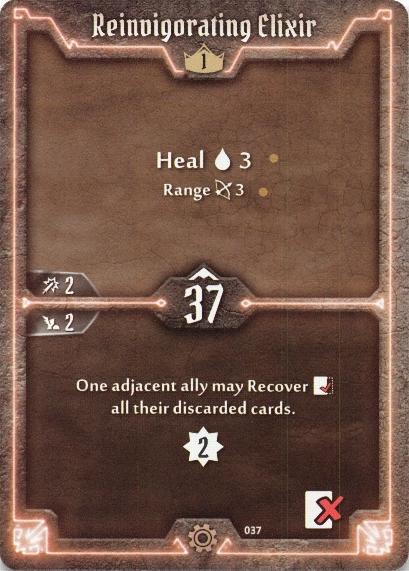 Reinvigorating Elixir
1
Heal 3
Range 3
2
37
2
One adjacent ally may Recover
all their discarded cards.
2
037